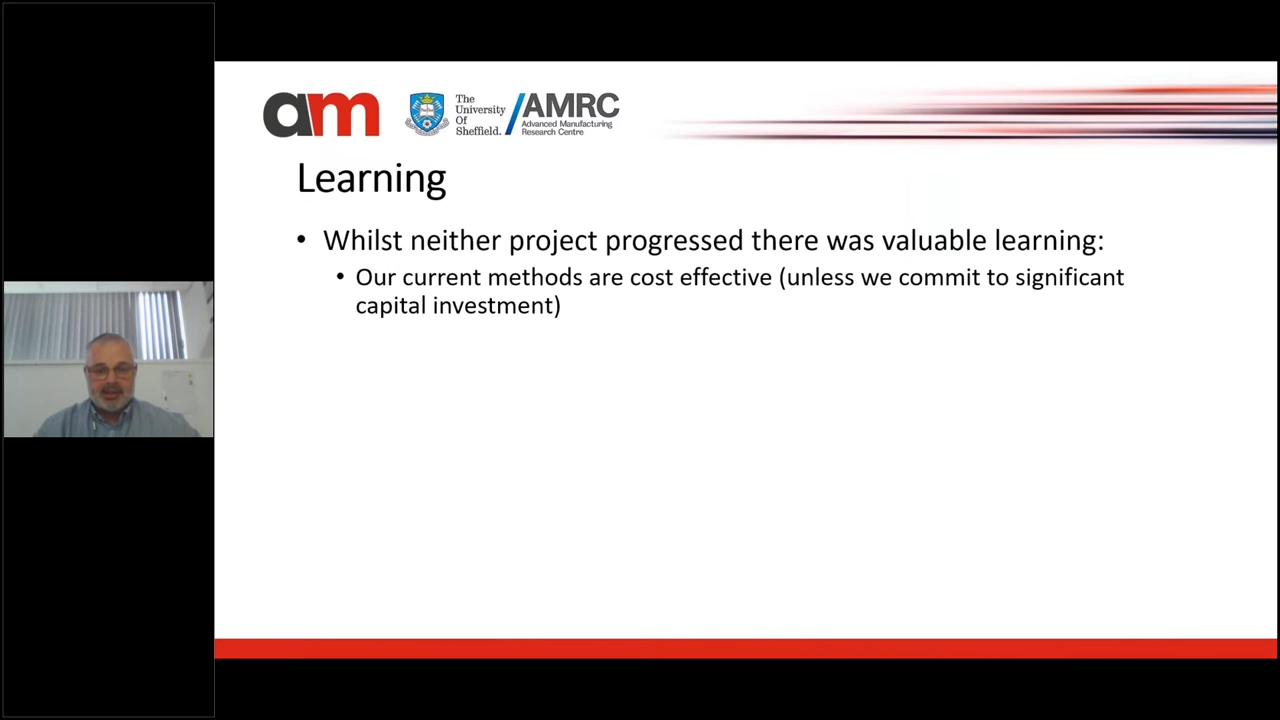 am
The
University
Of
Sheffield.
AMRC
Advanced Manufacturing
Research Centre
Learning
• Whilst neither project progressed there was valuable learning:
• Our current methods are cost effective (unless we commit to significant
capital investment)